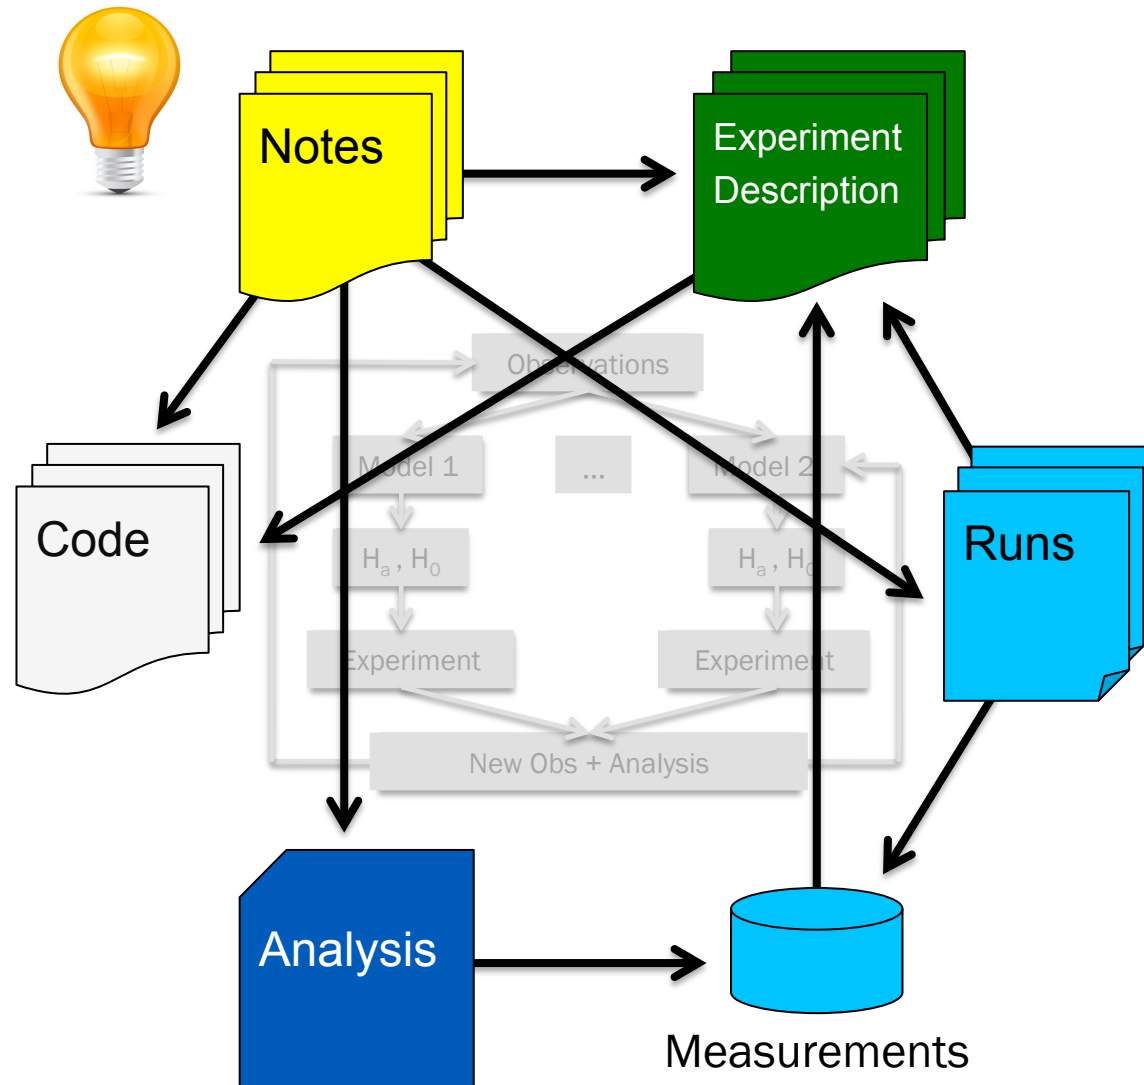 Notes
Experiment
Description
Observations
Model 1
...
Model 2
Code
Runs
Hₐ , H₀
Hₐ , H₀
Experiment
Experiment
New Obs + Analysis
Analysis
Measurements